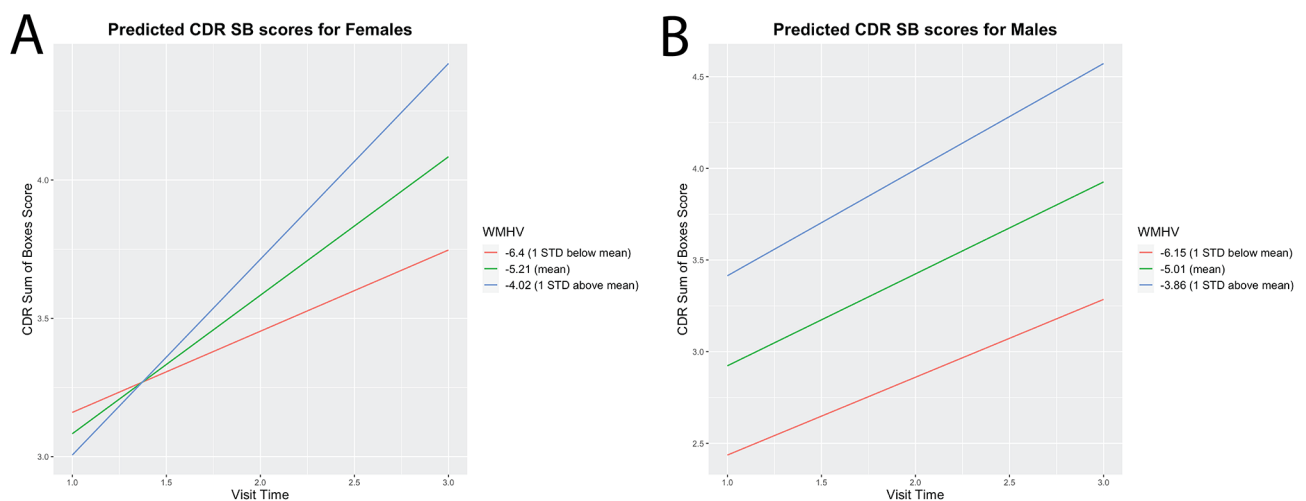 A
Predicted CDR SB scores for Females
CDR Sum of Boxes Score
4.0
3.5
3.0
1.0 1.5 2.0 2.5 3.0
Visit Time
WMHV
-6.4 (1 STD below mean)
-5.21 (mean)
-4.02 (1 STD above mean)
B
Predicted CDR SB scores for Males
CDR Sum of Boxes Score
4.5
4.0
3.5
3.0
2.5
1.0 1.5 2.0 2.5 3.0
Visit Time
WMHV
-6.15 (1 STD below mean)
-5.01 (mean)
-3.86 (1 STD above mean)